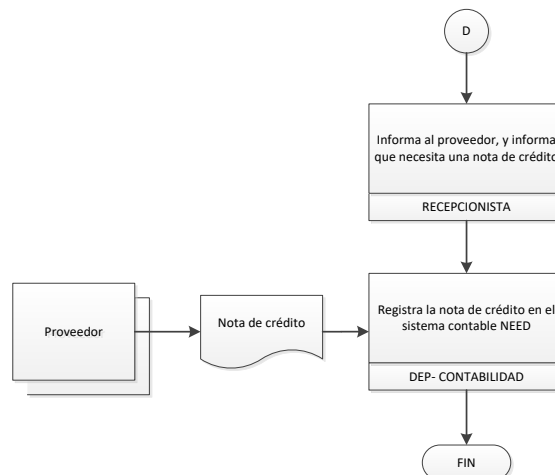 D
Informa al proveedor, y informa
que necesita una nota de crédito
RECEPCIONISTA
Proveedor
Nota de crédito
Registra la nota de crédito en el
sistema contable NEED
DEP- CONTABILIDAD
FIN